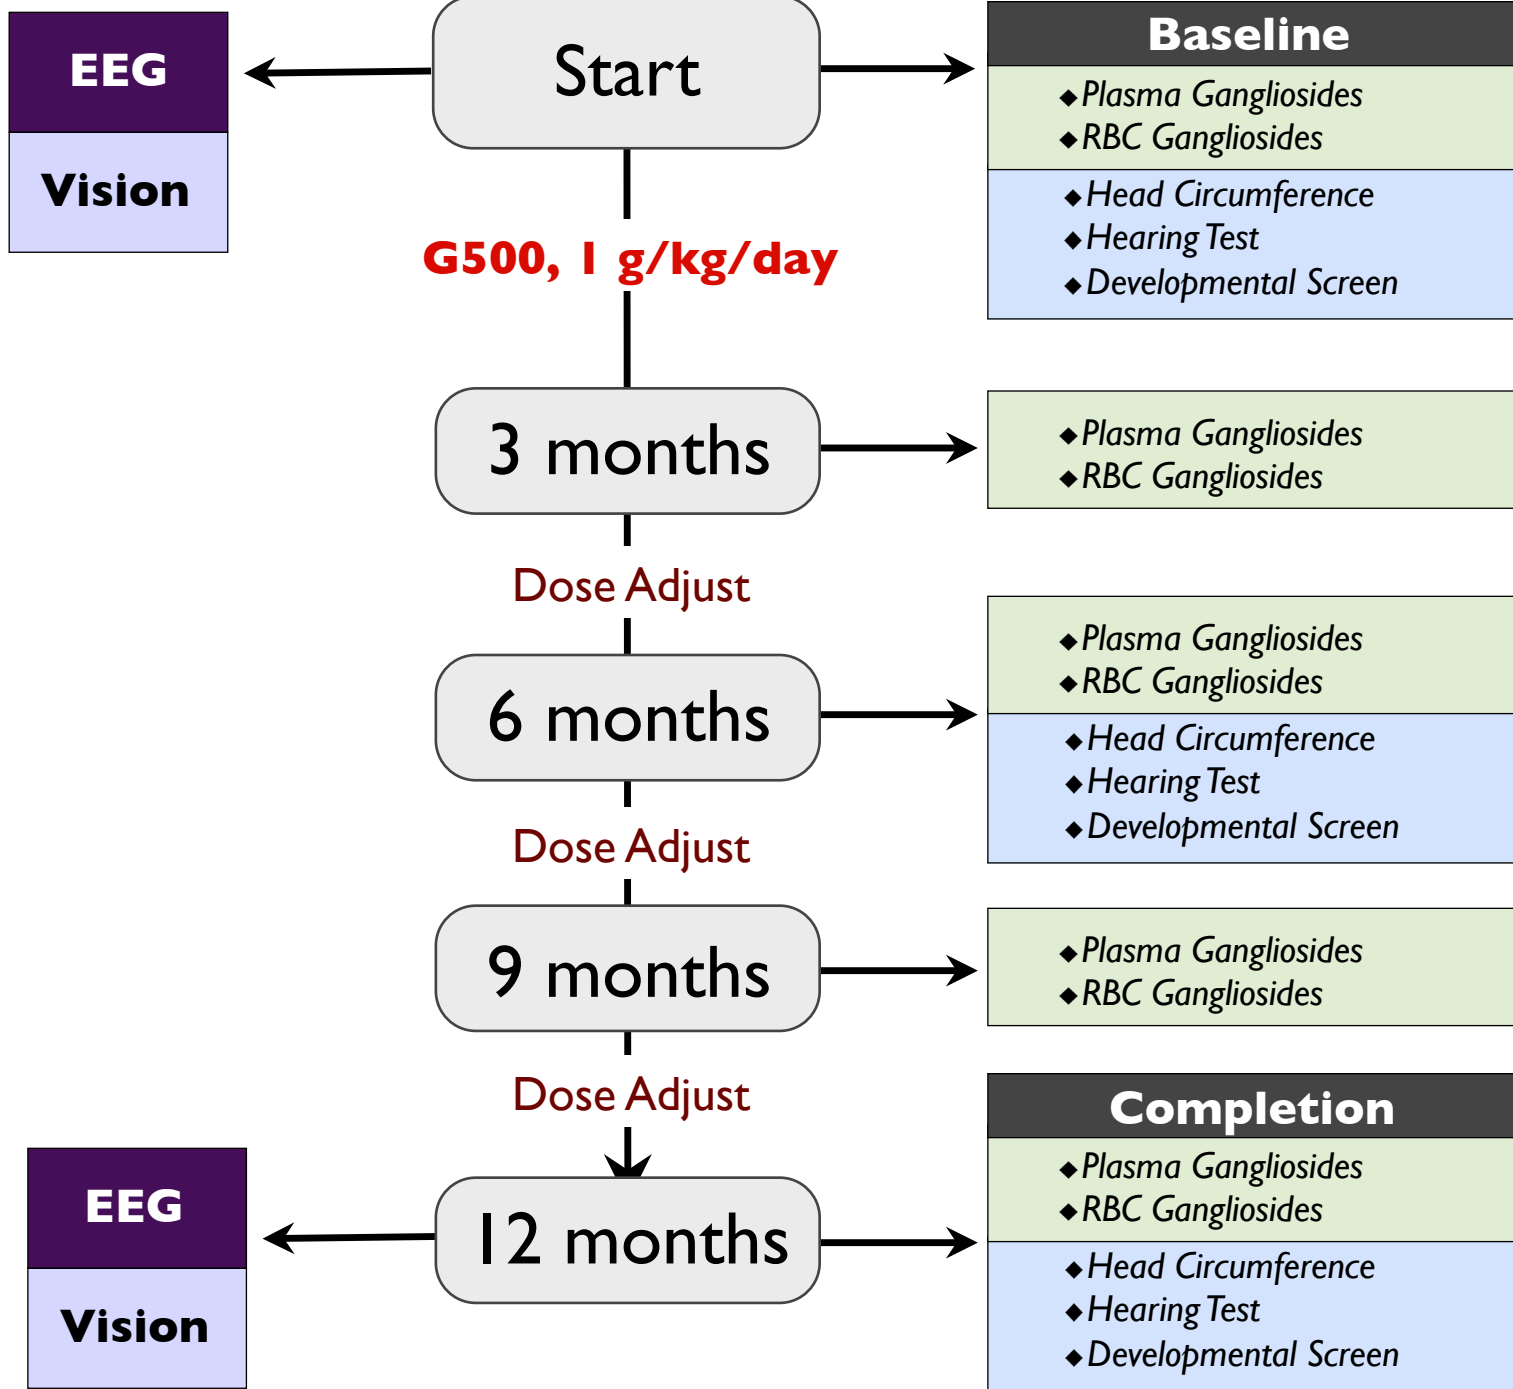 EEG
Vision
Start
Baseline
◆Plasma Gangliosides
◆RBC Gangliosides
◆Head Circumference
◆Hearing Test
◆Developmental Screen
G500, 1 g/kg/day
3 months
◆Plasma Gangliosides
◆RBC Gangliosides
Dose Adjust
6 months
◆Plasma Gangliosides
◆RBC Gangliosides
◆Head Circumference
◆Hearing Test
◆Developmental Screen
Dose Adjust
9 months
◆Plasma Gangliosides
◆RBC Gangliosides
Dose Adjust
EEG
Vision
12 months
Completion
◆Plasma Gangliosides
◆RBC Gangliosides
◆Head Circumference
◆Hearing Test
◆Developmental Screen